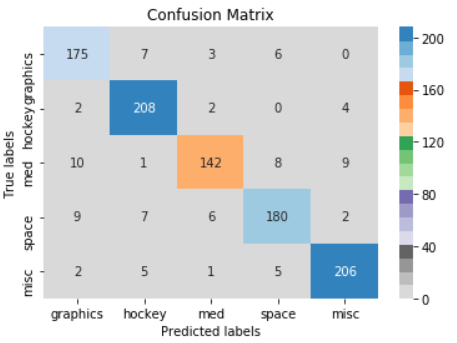 Confusion Matrix
True labels
graphics 175 7 3 6 0
hockey 2 208 2 0 4
med 10 1 142 8 9
space 9 7 6 180 2
misc 2 5 1 5 206
graphics hockey med space misc
Predicted labels
200
160
120
80
40
0